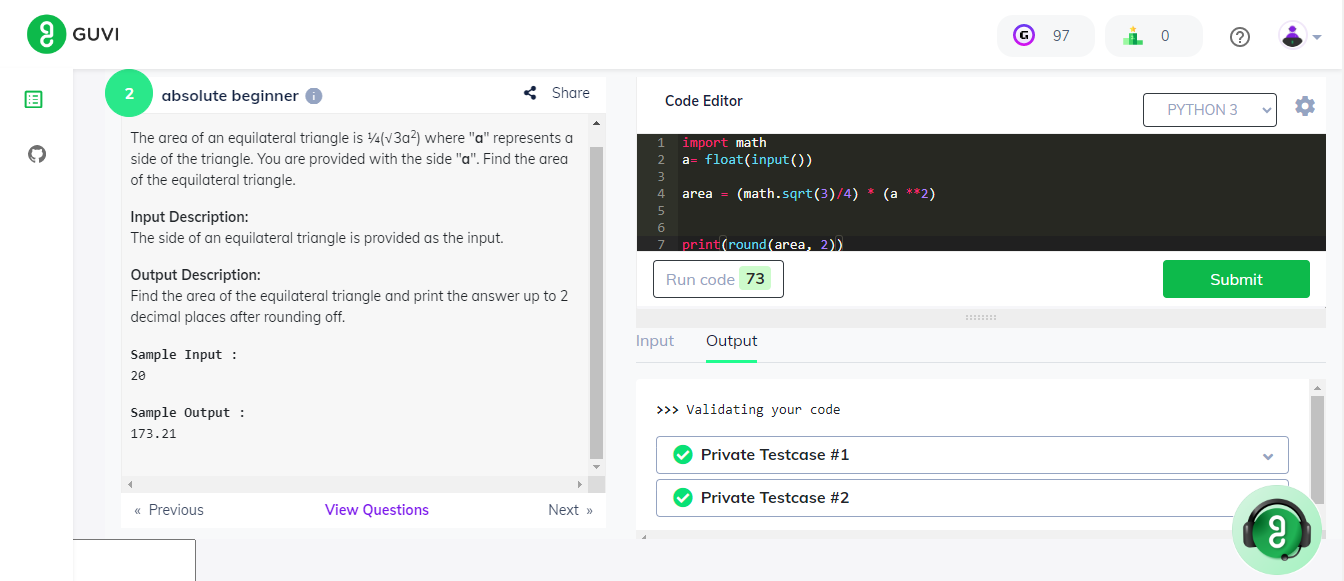 GUVI
97
0
2
absolute beginner
Share
The area of an equilateral triangle is ¼(√3a²) where "a" represents a
side of the triangle. You are provided with the side "a". Find the area
of the equilateral triangle.
Input Description:
The side of an equilateral triangle is provided as the input.
Output Description:
Find the area of the equilateral triangle and print the answer up to 2
decimal places after rounding off.
Sample Input :
20
Sample Output :
173.21
« Previous
View Questions
Next »
Code Editor
PYTHON 3
1 import math
2 a= float(input())
3
4 area = (math.sqrt(3)/4) * (a **2)
5
6
7 print(round(area, 2))
Run code 73
Submit
Input
Output
>>> Validating your code
Private Testcase #1
Private Testcase #2